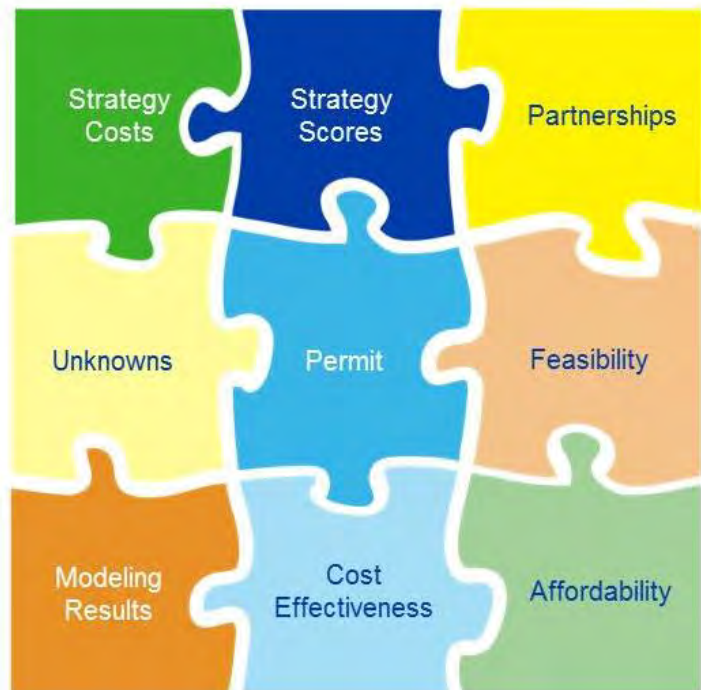 Strategy
Costs
Strategy
Scores
Partnerships
Unknowns
Permit
Feasibility
Modeling
Results
Cost
Effectiveness
Affordability